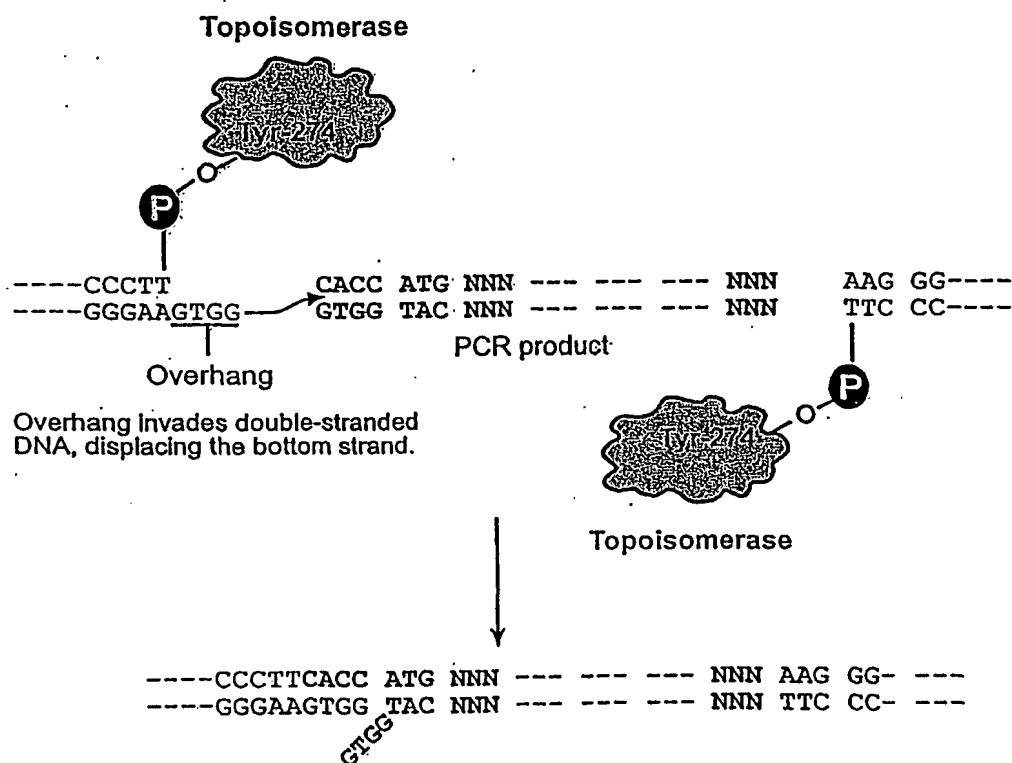 Topoisomerase
Tyr-274
O
P
----CCCTT CACC ATG NNN --- --- --- NNN AAG GG----
----GGGAAGTGG GTGG TAC NNN --- --- --- NNN TTC CC----
PCR product
Overhang
P
O
Overhang invades double-stranded
DNA, displacing the bottom strand.
Tyr-274
Topoisomerase
----CCCTTCACC ATG NNN --- --- --- NNN AAG GG- ---
----GGGAAGTGG TAC NNN --- --- --- NNN TTC CC- ---
GTGG